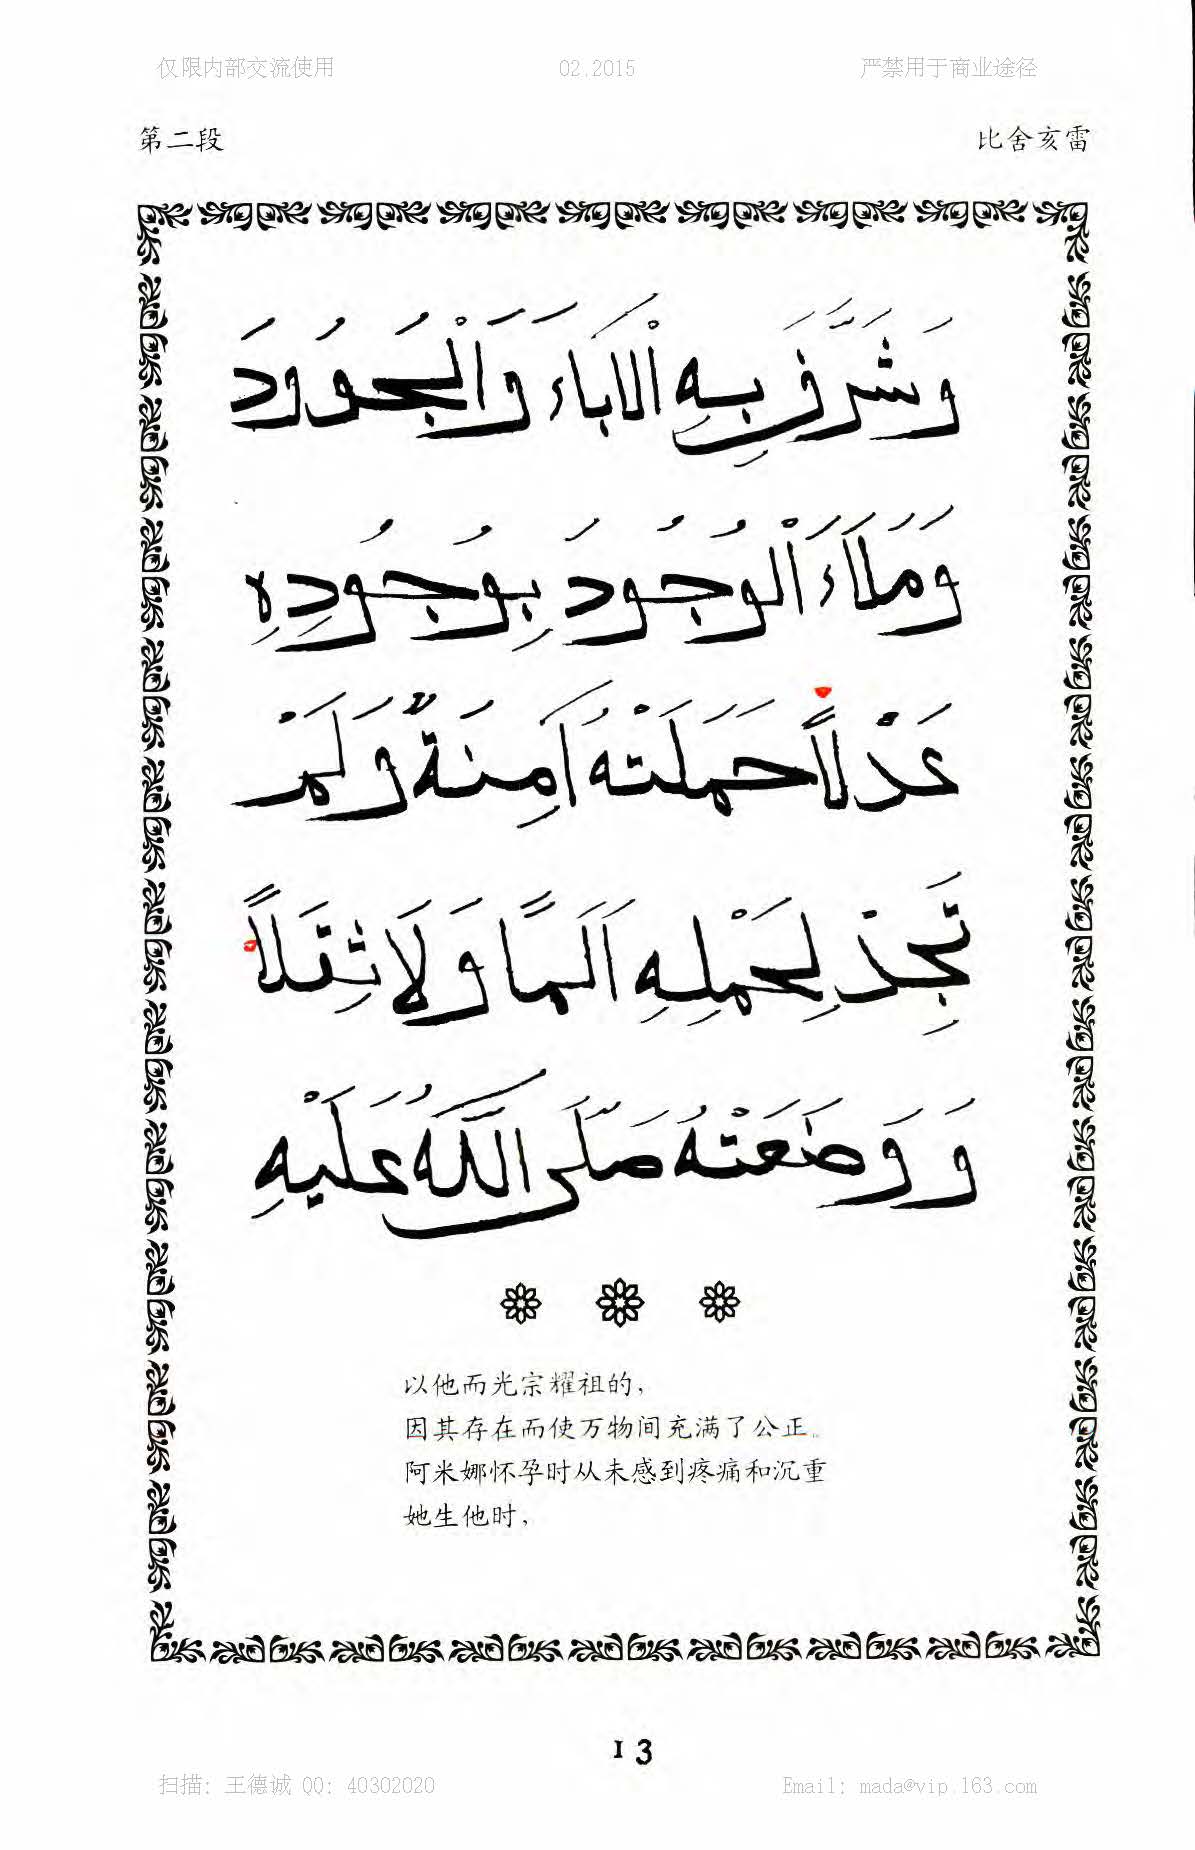 仅限内部交流使用 02.2015 严禁用于商业途径
第二段 比舍亥雷
وَشَرَّفَ بِهِ الْاٰبَاءَ وَالْجُدُودَ
وَمَلَاءَ الْوُجُودَ بِوُجُودِهِ
عَدْلًا حَمَلَتْهُ اٰمِنَةُ وَلَمْ
تَجِدْ لِحَمْلِهِ اَلَمًا وَلَا ثِقَلًا
وَ وَضَعَتْهُ صَلَّى اللّٰهُ عَلَيْهِ
以他而光宗耀祖的，
因其存在而使万物间充满了公正。
阿米娜怀孕时从未感到疼痛和沉重
她生他时，
13
扫描: 王德诚 QQ: 40302020 Email: mada@vip.163.com